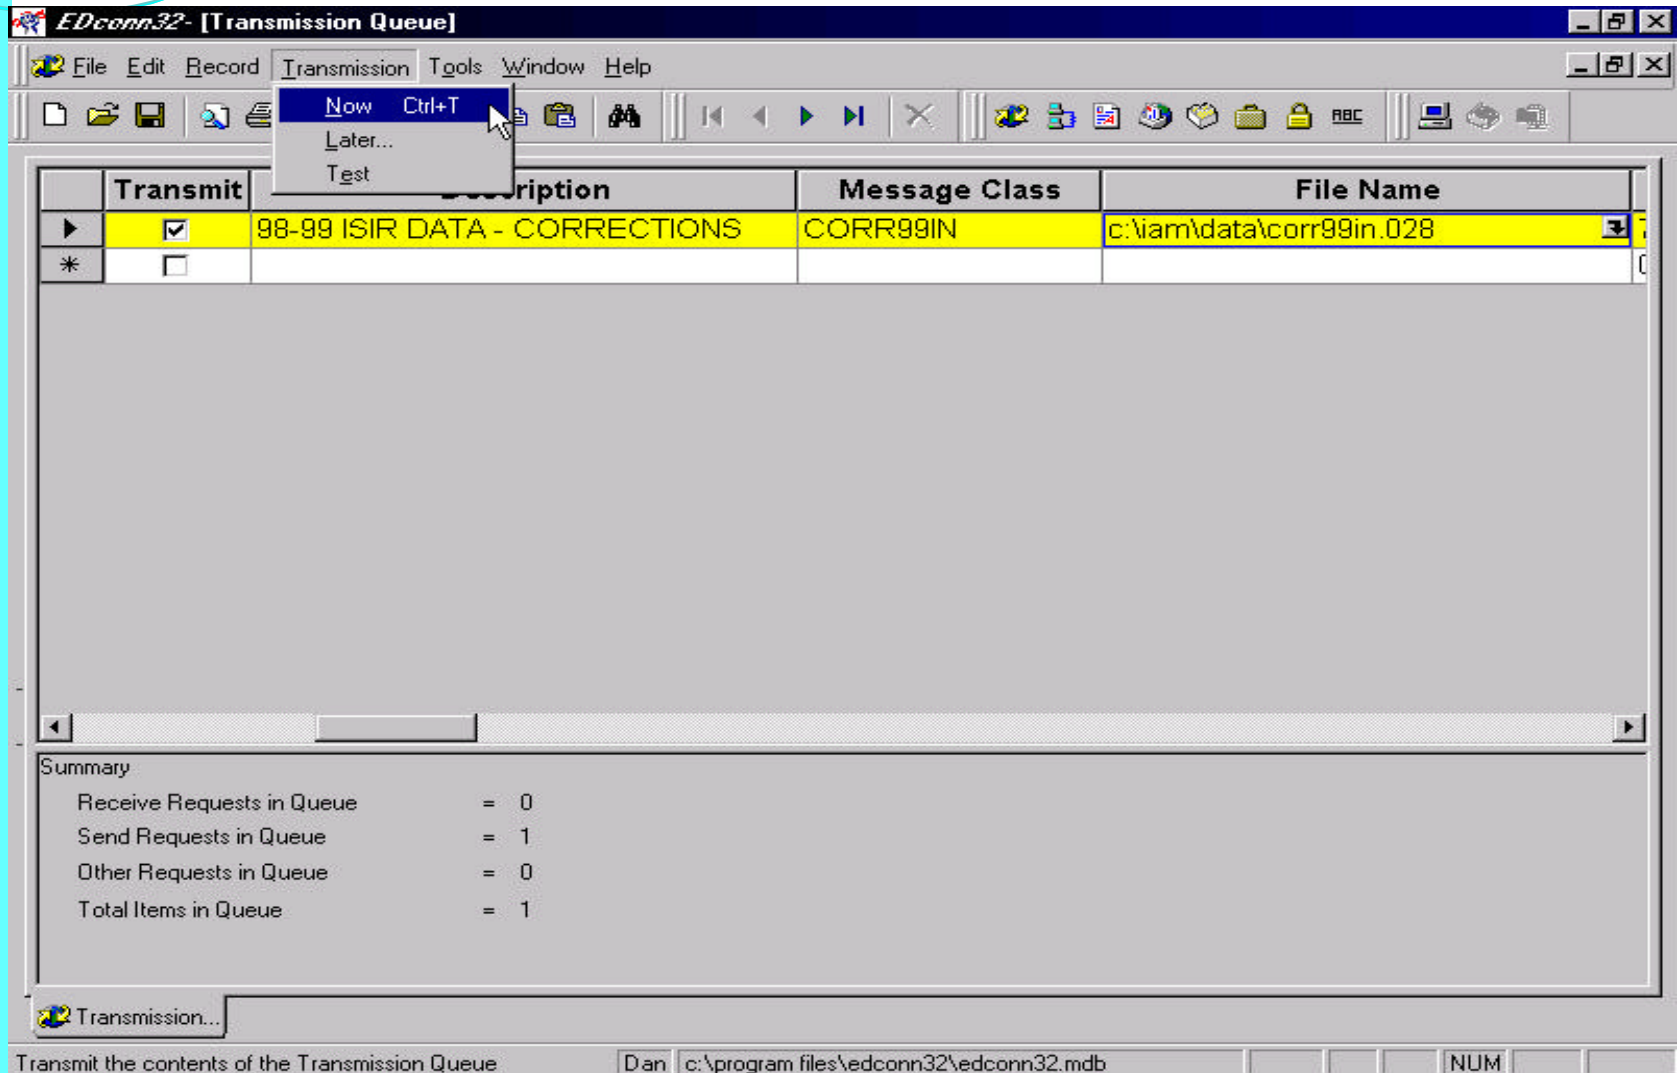 EDconn32- [Transmission Queue]
File Edit Record Transmission Tools Window Help
Now Ctrl+T
Later...
Test
ABC
Transmit Message Class File Name
98-99 ISIR DATA - CORRECTIONS CORR99IN c:\iam\data\corr99in.028
Summary
Receive Requests in Queue = 0
Send Requests in Queue = 1
Other Requests in Queue = 0
Total Items in Queue = 1
Transmission...
Transmit the contents of the Transmission Queue Dan c:\program files\edconn32\edconn32.mdb NUM